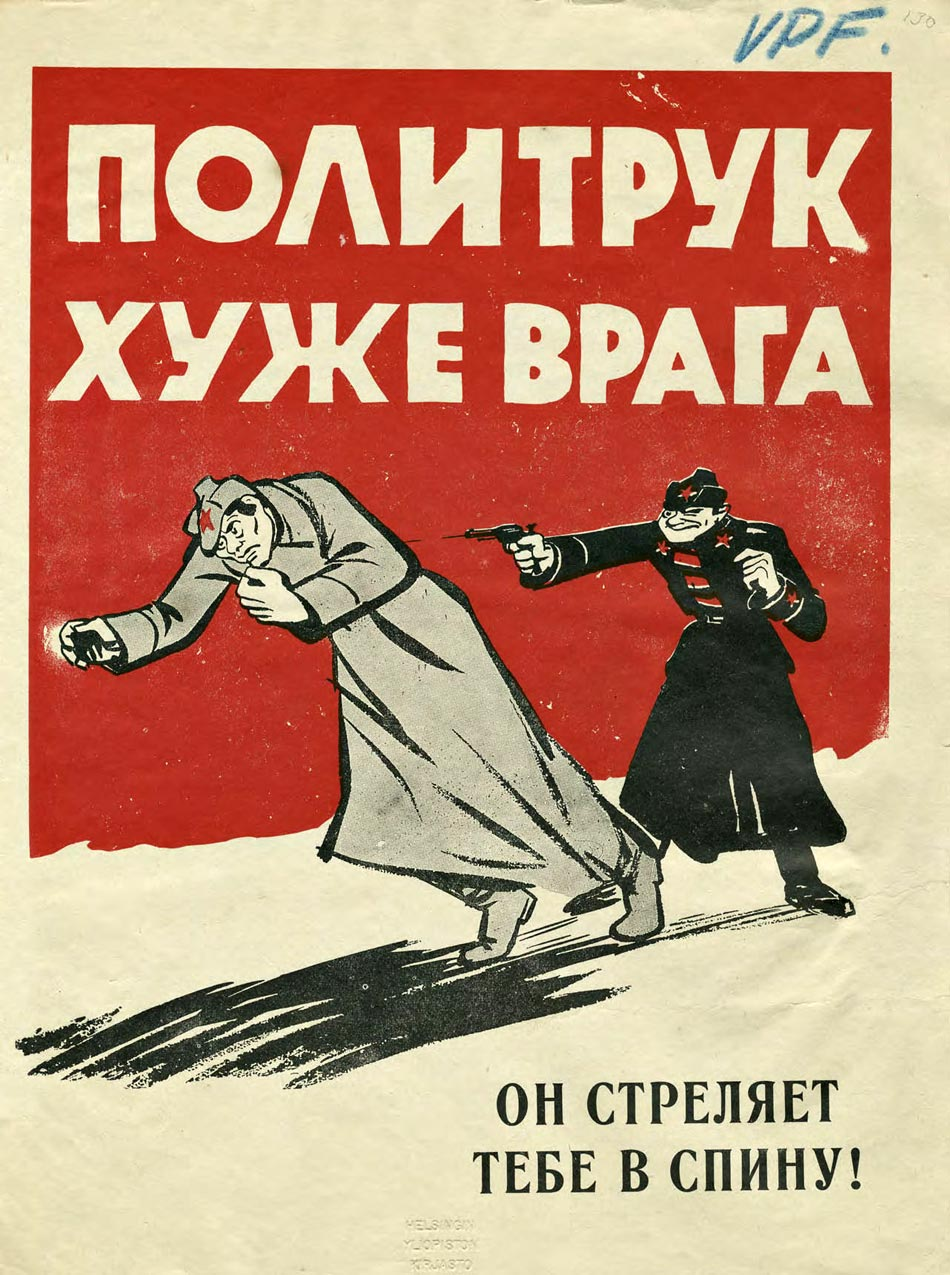 VPF. 130
ПОЛИТРУК
ХУЖЕ ВРАГА
ОН СТРЕЛЯЕТ
ТЕБЕ В СПИНУ!
HELSINGIN
YLIOPISTON
KIRJASTO